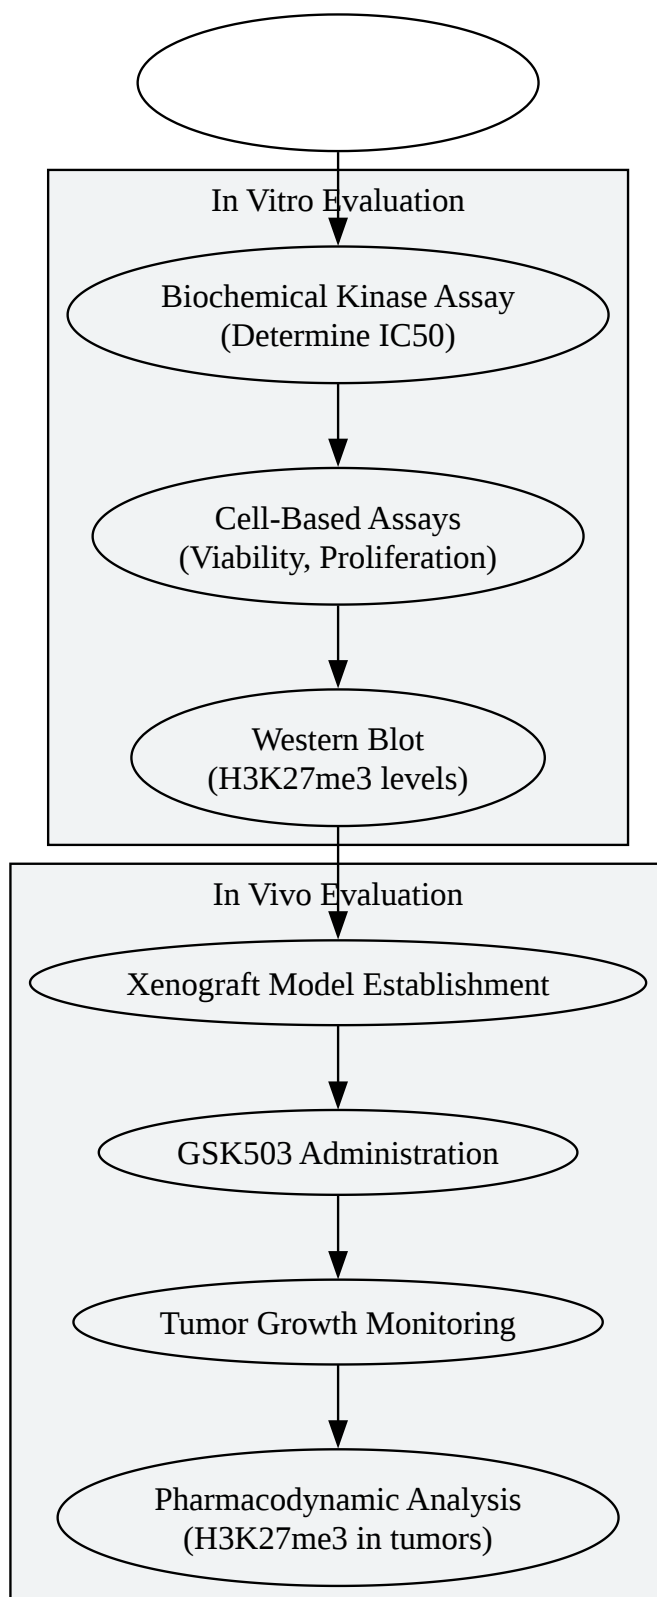 In Vitro Evaluation
Biochemical Kinase Assay
(Determine IC50)
Cell-Based Assays
(Viability, Proliferation)
Western Blot
(H3K27me3 levels)
In Vivo Evaluation
Xenograft Model Establishment
GSK503 Administration
Tumor Growth Monitoring
Pharmacodynamic Analysis
(H3K27me3 in tumors)